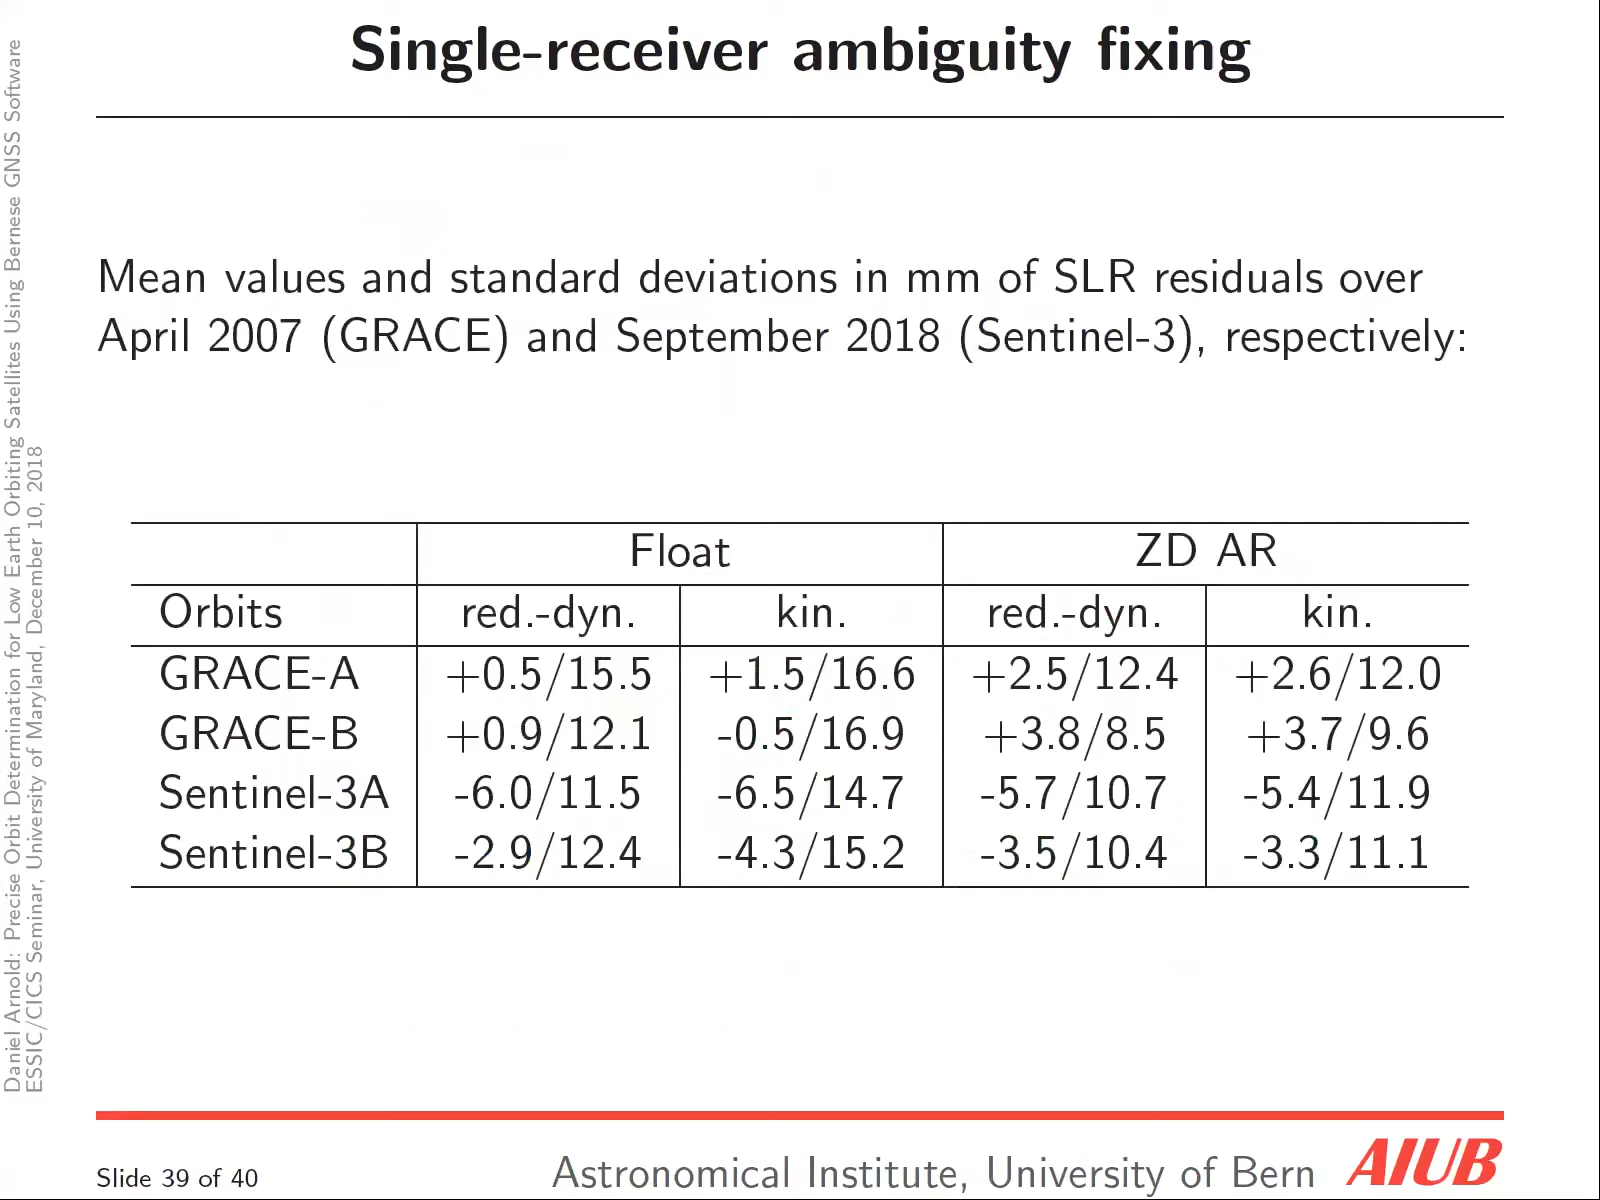 Single-receiver ambiguity fixing
Mean values and standard deviations in mm of SLR residuals over
April 2007 (GRACE) and September 2018 (Sentinel-3), respectively:
Float ZD AR
Orbits red.-dyn. kin. red.-dyn. kin.
GRACE-A +0.5/15.5 +1.5/16.6 +2.5/12.4 +2.6/12.0
GRACE-B +0.9/12.1 -0.5/16.9 +3.8/8.5 +3.7/9.6
Sentinel-3A -6.0/11.5 -6.5/14.7 -5.7/10.7 -5.4/11.9
Sentinel-3B -2.9/12.4 -4.3/15.2 -3.5/10.4 -3.3/11.1
Daniel Arnold: Precise Orbit Determination for Low Earth Orbiting Satellites Using Bernese GNSS Software
ESSIC/CICS Seminar, University of Maryland, December 10, 2018
Slide 39 of 40
Astronomical Institute, University of Bern
AIUB